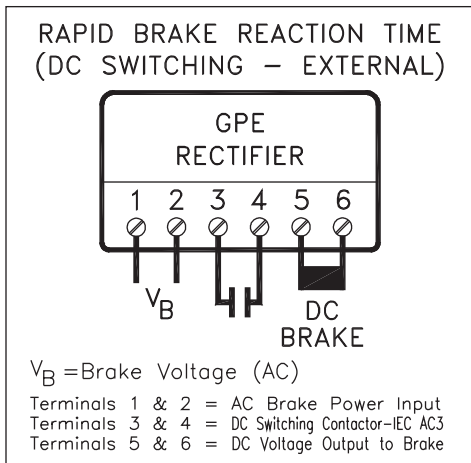 RAPID BRAKE REACTION TIME
(DC SWITCHING – EXTERNAL)
GPE
RECTIFIER
1 2 3 4 5 6
VB
DC
BRAKE
VB =Brake Voltage (AC)
Terminals 1 & 2 = AC Brake Power Input
Terminals 3 & 4 = DC Switching Contactor–IEC AC3
Terminals 5 & 6 = DC Voltage Output to Brake